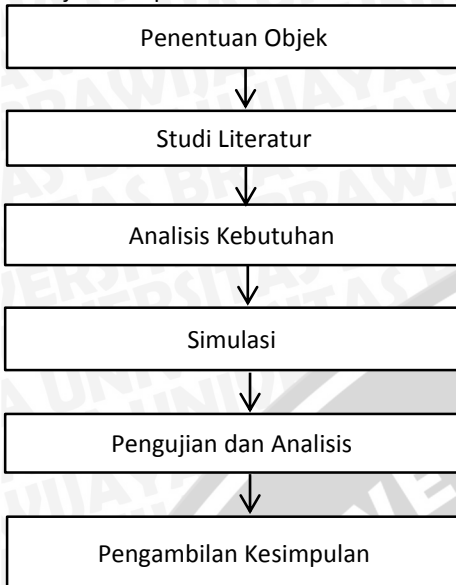 Penentuan Objek
Studi Literatur
Analisis Kebutuhan
Simulasi
Pengujian dan Analisis
Pengambilan Kesimpulan